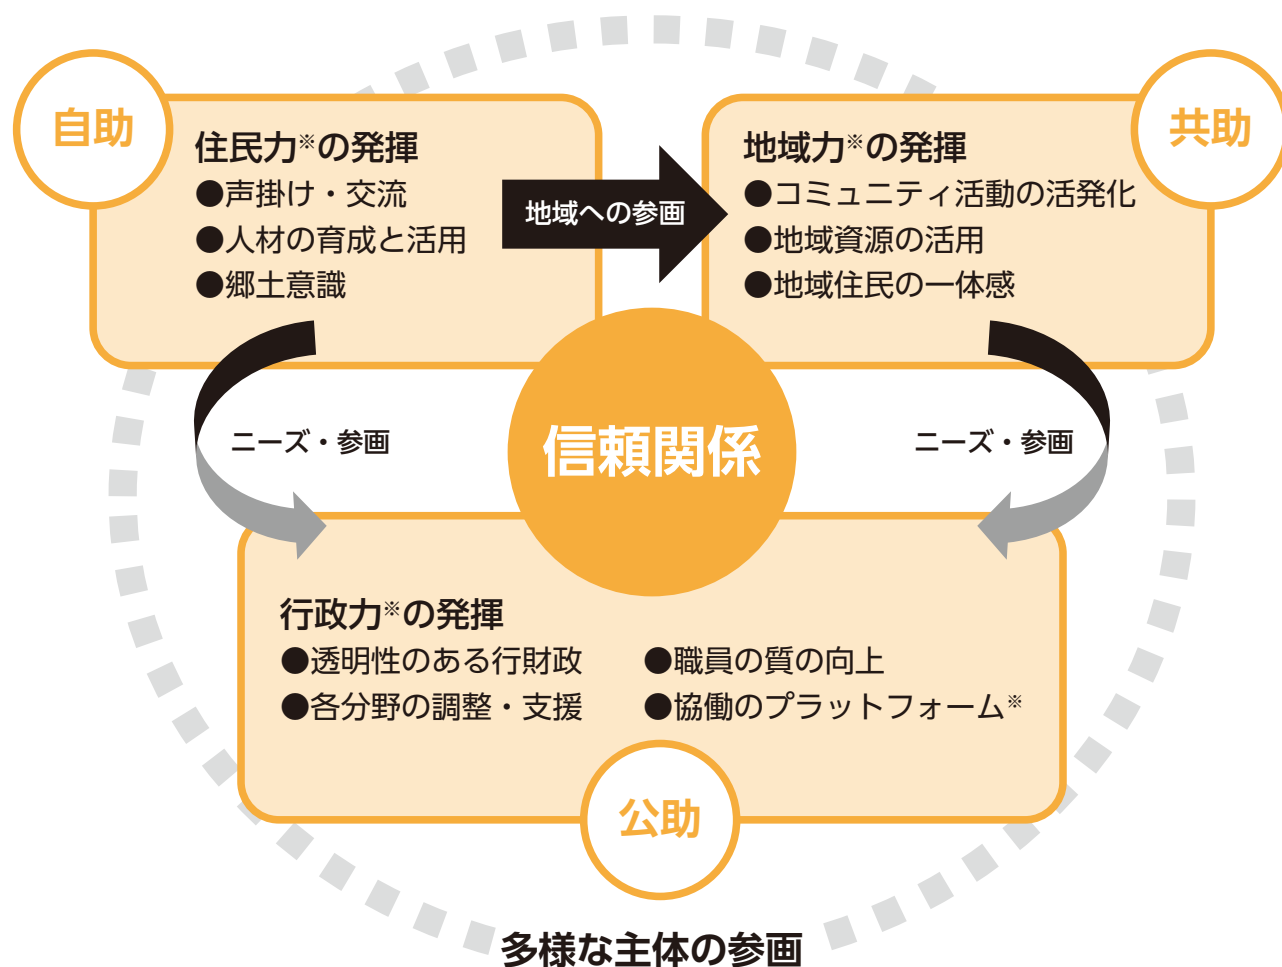 自助
住民力※の発揮
●声掛け・交流
●人材の育成と活用
●郷土意識
地域への参画
共助
地域力※の発揮
●コミュニティ活動の活発化
●地域資源の活用
●地域住民の一体感
ニーズ・参画
信頼関係
ニーズ・参画
行政力※の発揮
●透明性のある行財政
●職員の質の向上
●各分野の調整・支援
●協働のプラットフォーム※
公助
多様な主体の参画